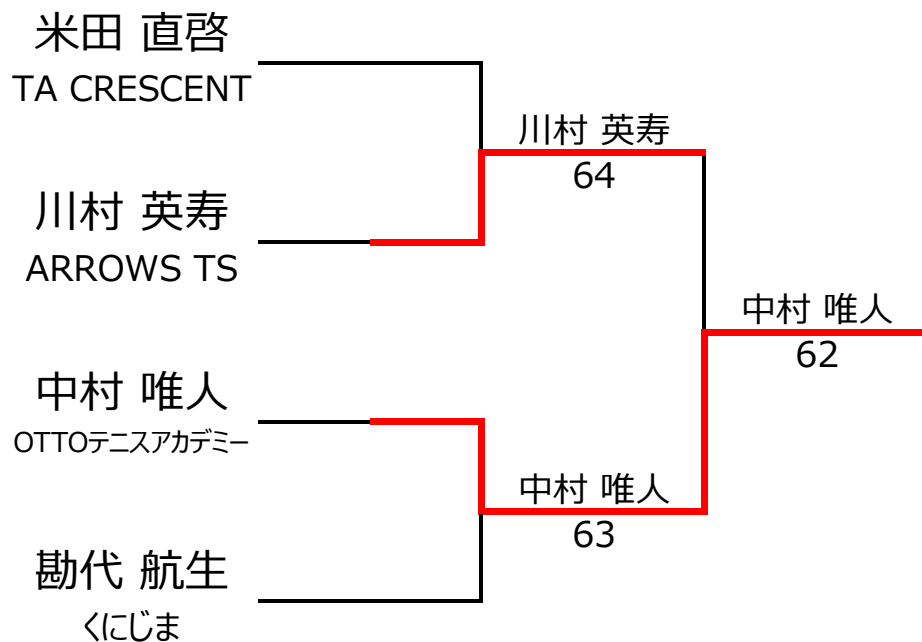 米田 直啓
TA CRESCENT
川村 英寿
64
川村 英寿
ARROWS TS
中村 唯人
62
中村 唯人
OTTOテニスアカデミー
中村 唯人
63
勘代 航生
くにじま